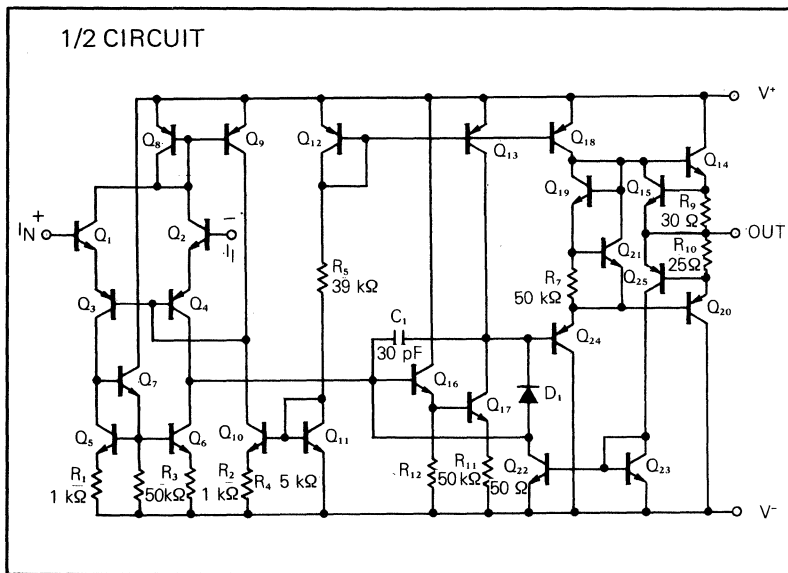 1/2 CIRCUIT
V+
Q8
Q9
Q12
Q13
Q18
Q14
Q19
Q15
R9
30 Ω
IN
+
Q1
Q2
–
OUT
R10
25Ω
Q21
Q25
R5
39 kΩ
R7
50 kΩ
Q3
Q4
Q20
C1
30 pF
Q24
Q7
Q16
D1
Q17
Q5
Q6
Q10
Q11
Q22
Q23
R1
1 kΩ
R3
50kΩ
R2
1 kΩ
R4
5 kΩ
R12
50 kΩ
R11
50 Ω
V-